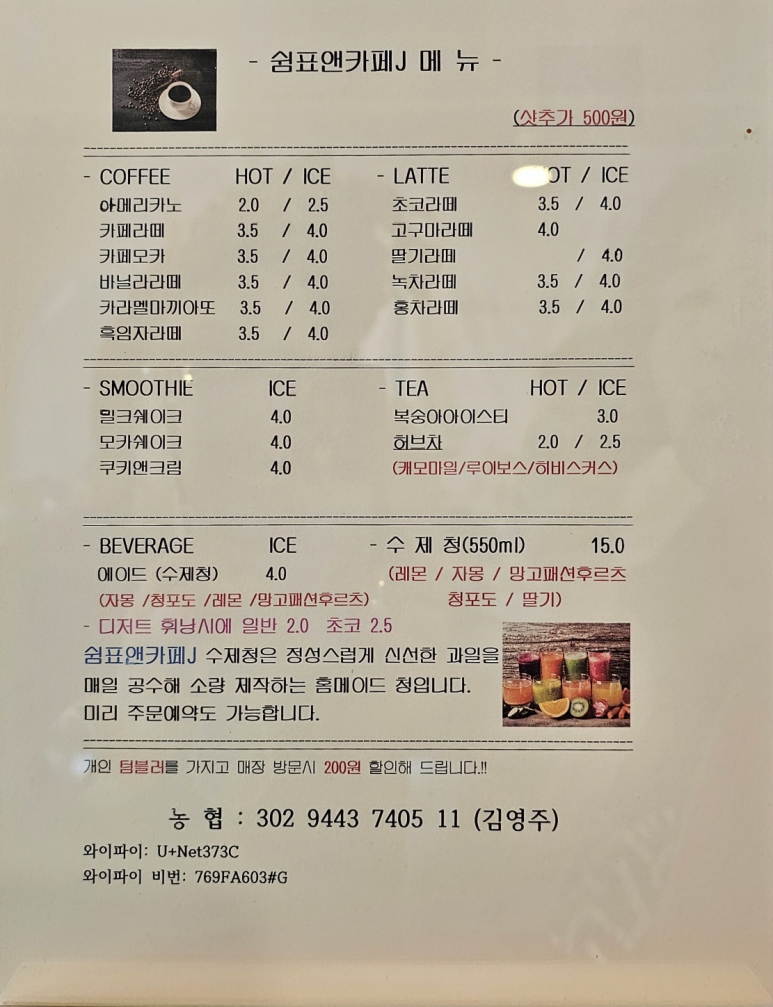 - 쉼표앤카페J 메 뉴 -
(샷추가 500원)
- COFFEE HOT / ICE
아메리카노 2.0 / 2.5
카페라떼 3.5 / 4.0
카페모카 3.5 / 4.0
바닐라라떼 3.5 / 4.0
카라멜마끼아또 3.5 / 4.0
흑임자라떼 3.5 / 4.0
- LATTE OT / ICE
초코라떼 3.5 / 4.0
고구마라떼 4.0
딸기라떼 / 4.0
녹차라떼 3.5 / 4.0
홍차라떼 3.5 / 4.0
- SMOOTHIE ICE
밀크쉐이크 4.0
모카쉐이크 4.0
쿠키앤크림 4.0
- TEA HOT / ICE
복숭아아이스티 3.0
허브차 2.0 / 2.5
(캐모마일/루이보스/히비스커스)
- BEVERAGE ICE
에이드 (수제청) 4.0
(자몽 /청포도 /레몬 /망고패션후르츠)
- 수 제 청(550ml) 15.0
(레몬 / 자몽 / 망고패션후르츠
청포도 / 딸기)
- 디저트 휘낭시에 일반 2.0 초코 2.5
쉼표앤카페J 수제청은 정성스럽게 신선한 과일을
매일 공수해 소량 제작하는 홈메이드 청입니다.
미리 주문예약도 가능합니다.
개인 텀블러를 가지고 매장 방문시 200원 할인해 드립니다.!!
농 협 : 302 9443 7405 11 (김영주)
와이파이: U+Net373C
와이파이 비번: 769FA603#G